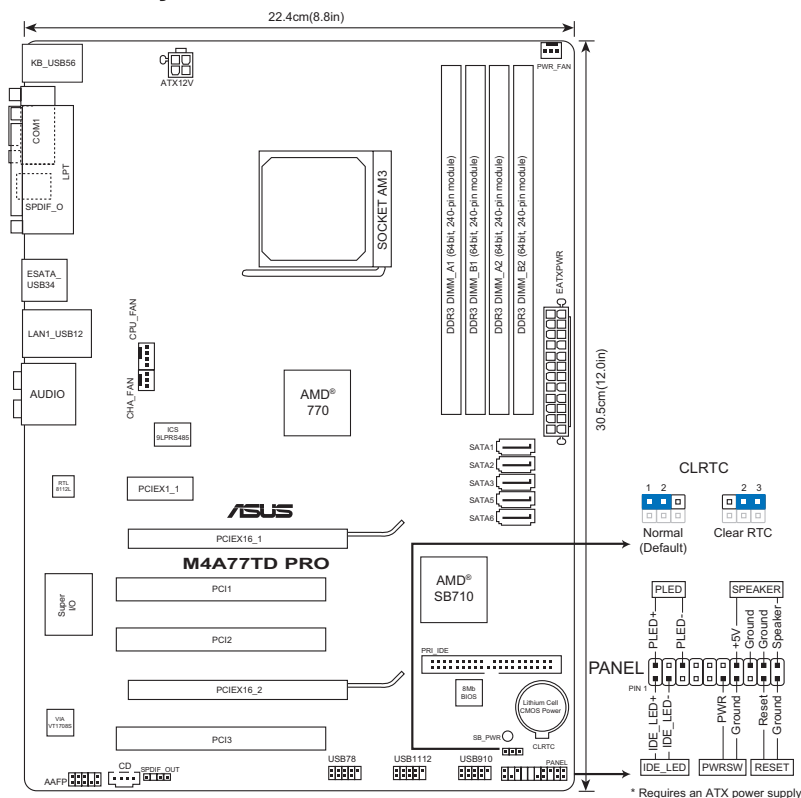 22.4cm(8.8in)
KB_USB56
ATX12V
PWR_FAN
COM1
LPT
SPDIF_O
SOCKET AM3
DDR3 DIMM_A1 (64bit, 240-pin module)
DDR3 DIMM_B1 (64bit, 240-pin module)
DDR3 DIMM_A2 (64bit, 240-pin module)
DDR3 DIMM_B2 (64bit, 240-pin module)
EATXPWR
30.5cm(12.0in)
ESATA_
USB34
LAN1_USB12
CPU_FAN
CHA_FAN
AUDIO
AMD®
770
ICS
9LPRS485
SATA1
SATA2
SATA3
SATA5
SATA6
RTL
8112L
PCIEX1_1
ASUS
PCIEX16_1
M4A77TD PRO
PCI1
AMD®
SB710
Super
I/O
PCI2
PRI_IDE
PCIEX16_2
8Mb
BIOS
Lithium Cell
CMOS Power
VIA
VT1708S
PCI3
SB_PWR
CLRTC
AAFP
CD
SPDIF_OUT
USB78
USB1112
USB910
PANEL
CLRTC
1 2
2 3
Normal
(Default)
Clear RTC
PLED
SPEAKER
PLED+
PLED-
+5V
Ground
Ground
Speaker
PANEL
PIN 1
IDE_LED+
IDE_LED-
PWR
Ground
Reset
Ground
IDE_LED
PWRSW
RESET
* Requires an ATX power supply